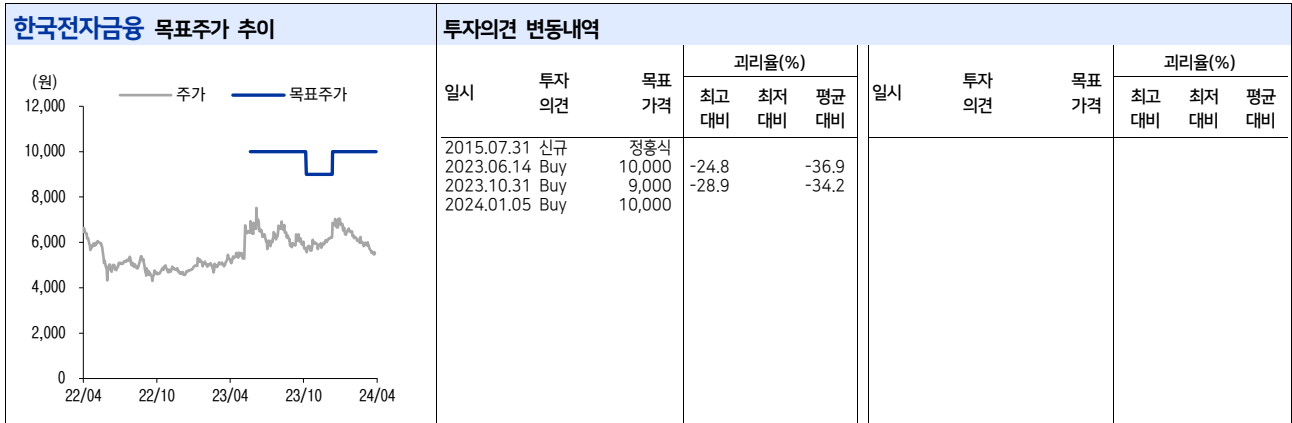 한국전자금융 목표주가 추이
(원)
주가 목표주가
12,000
10,000
8,000
6,000
4,000
2,000
0
22/04 22/10 23/04 23/10 24/04
투자의견 변동내역
일시 투자의견 목표가격 괴리율(%)
최고대비 최저대비 평균대비
2015.07.31 신규 정홍식
2023.06.14 Buy 10,000 -24.8 -36.9
2023.10.31 Buy 9,000 -28.9 -34.2
2024.01.05 Buy 10,000
일시 투자의견 목표가격 괴리율(%)
최고대비 최저대비 평균대비